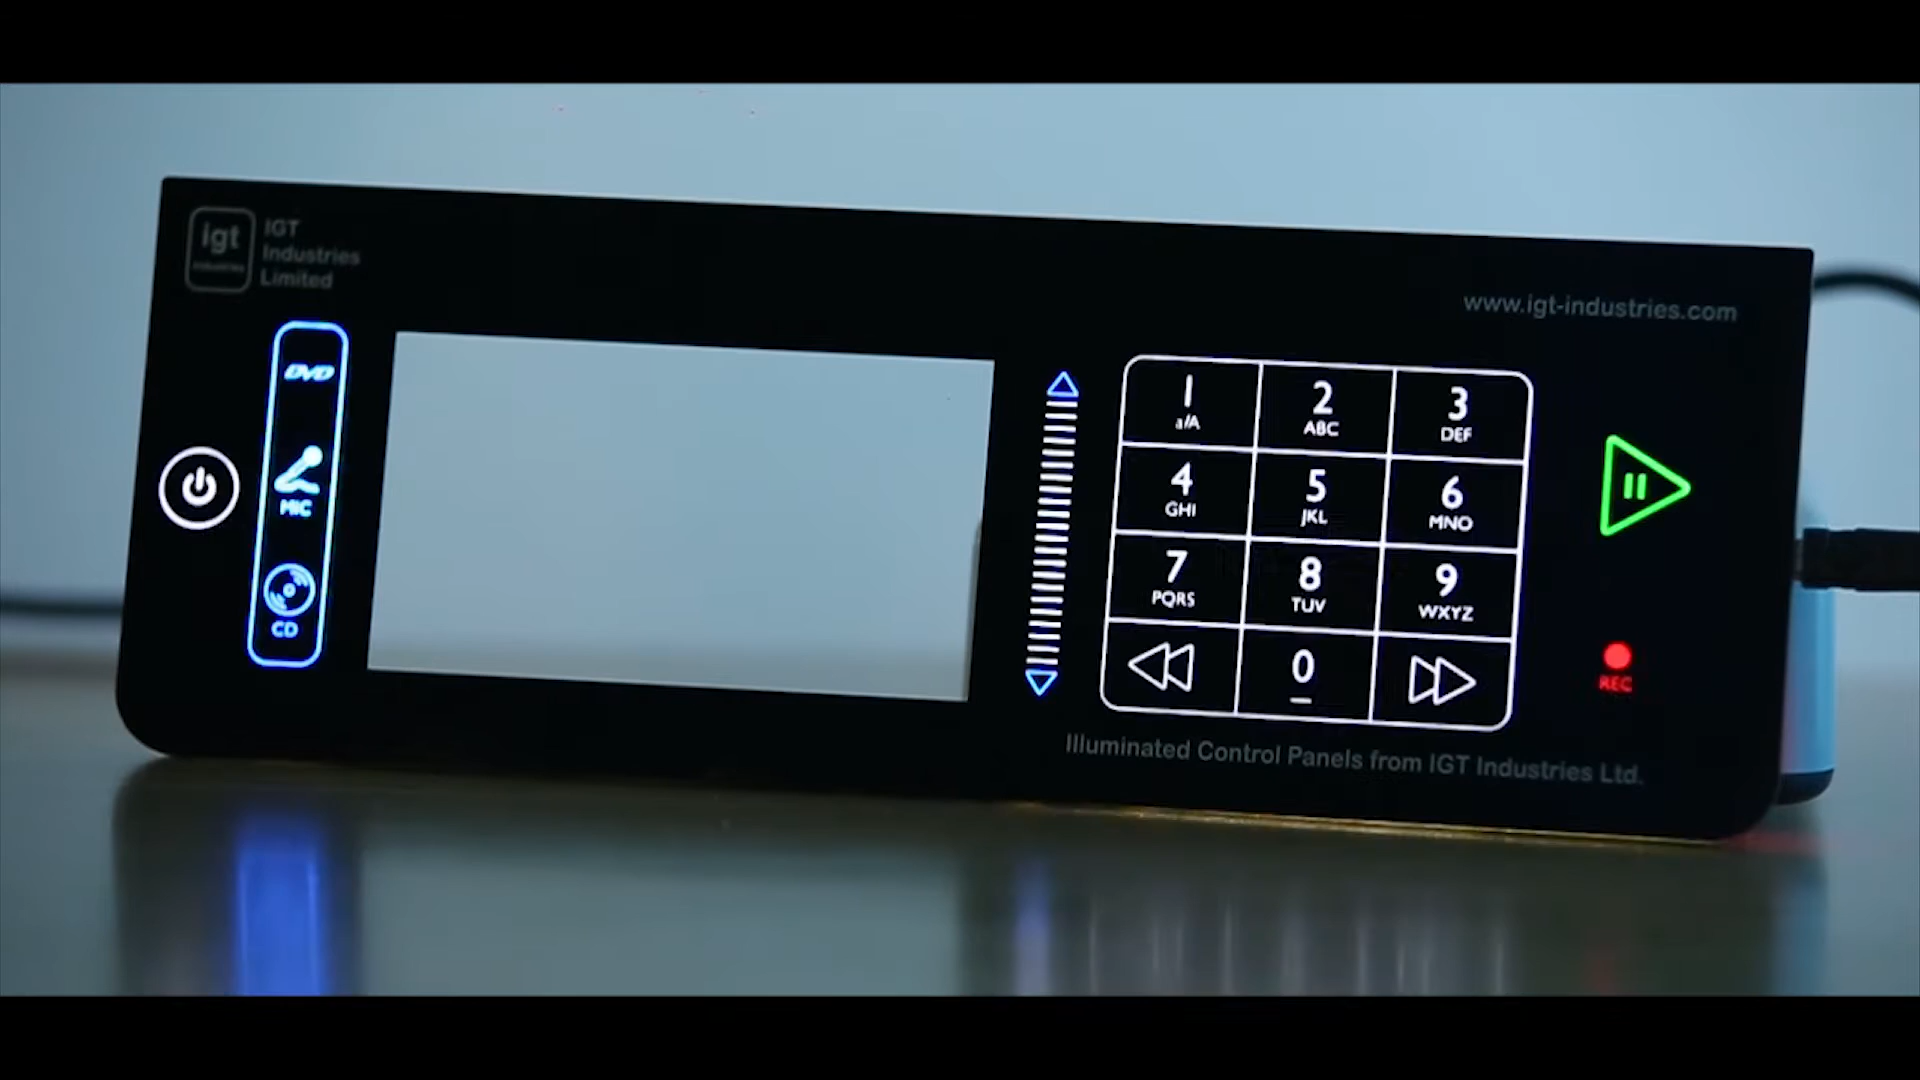 igt
IGT
Industries
Limited
www.igt-industries.com
DVD
MIC
CD
1
a/A
2
ABC
3
DEF
4
GHI
5
JKL
6
MNO
7
PQRS
8
TUV
9
WXYZ
0
REC
Illuminated Control Panels from IGT Industries Ltd.